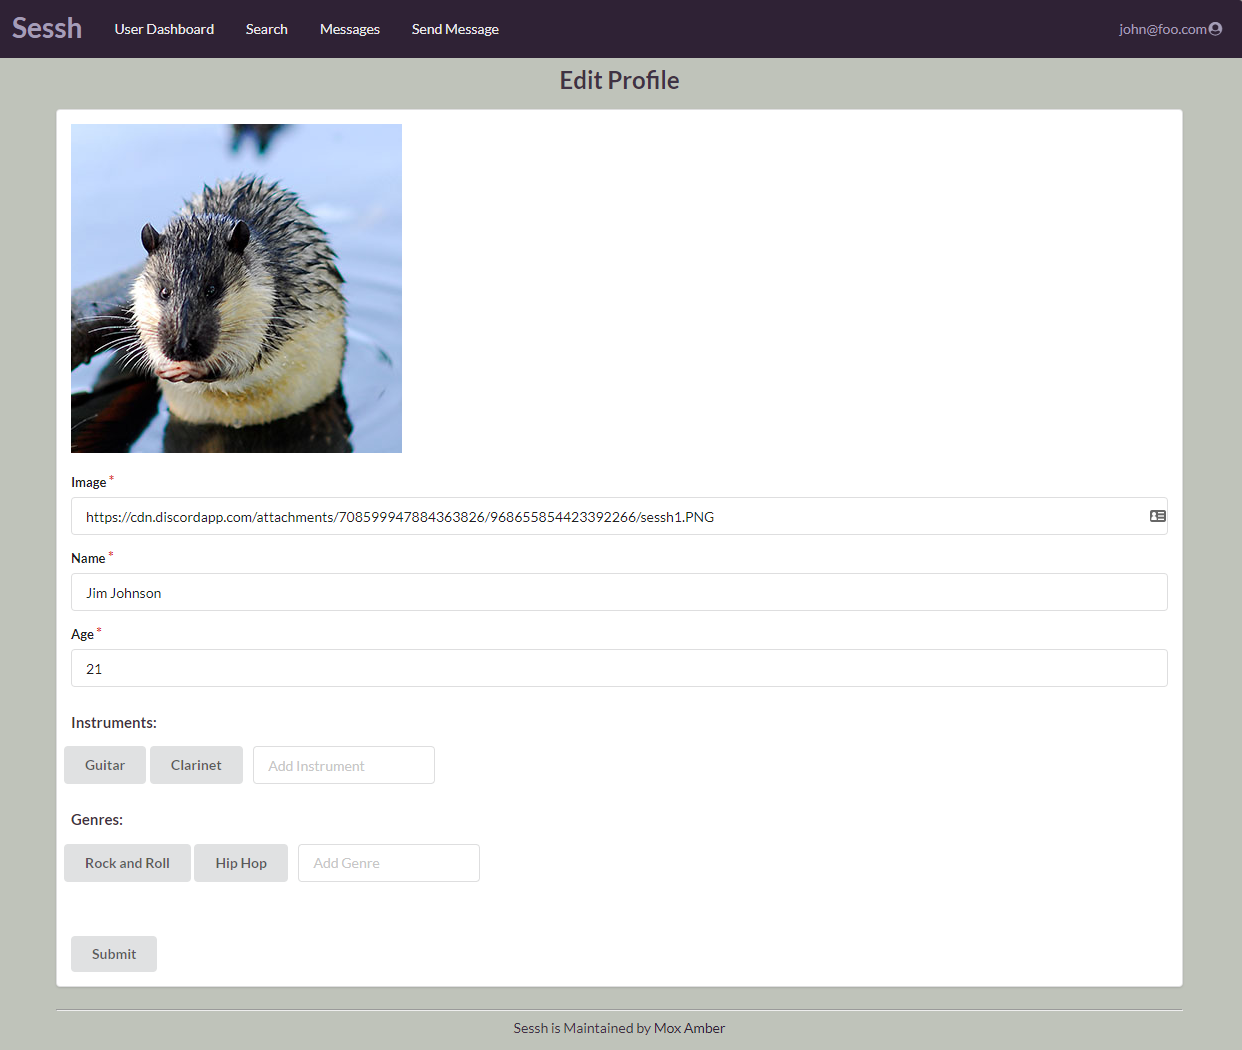 Sessh User Dashboard Search Messages Send Message john@foo.com
Edit Profile
Image *
https://cdn.discordapp.com/attachments/708599947884363826/968655854423392266/sessh1.PNG
Name *
Jim Johnson
Age *
21
Instruments:
Guitar Clarinet Add Instrument
Genres:
Rock and Roll Hip Hop Add Genre
Submit
Sessh is Maintained by Mox Amber